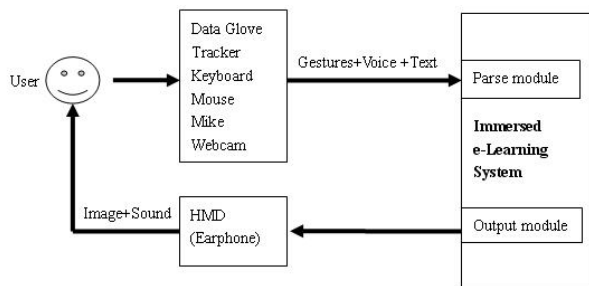 User
Data Glove
Tracker
Keyboard
Mouse
Mike
Webcam
Gestures+Voice +Text
Parse module
Immersed
e-Learning
System
Image+Sound
HMD
(Earphone)
Output module